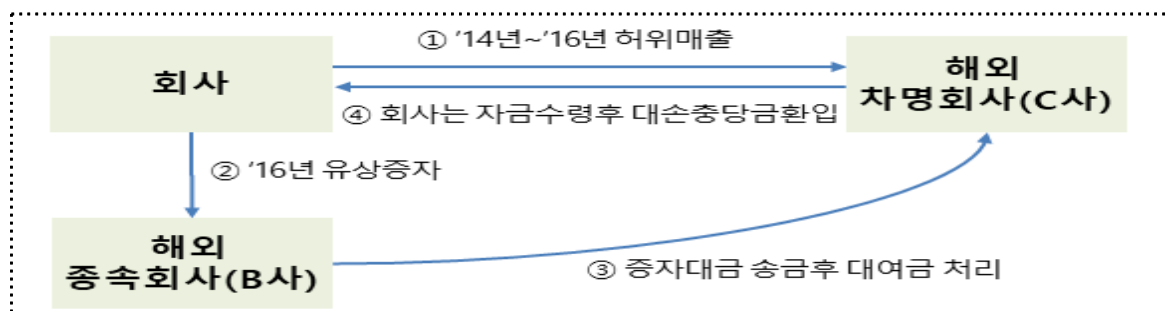 ① ’14년~’16년 허위매출
회사
해외
차명회사(C사)
④ 회사는 자금수령후 대손충당금환입
② ’16년 유상증자
해외
종속회사(B사)
③ 증자대금 송금후 대여금 처리